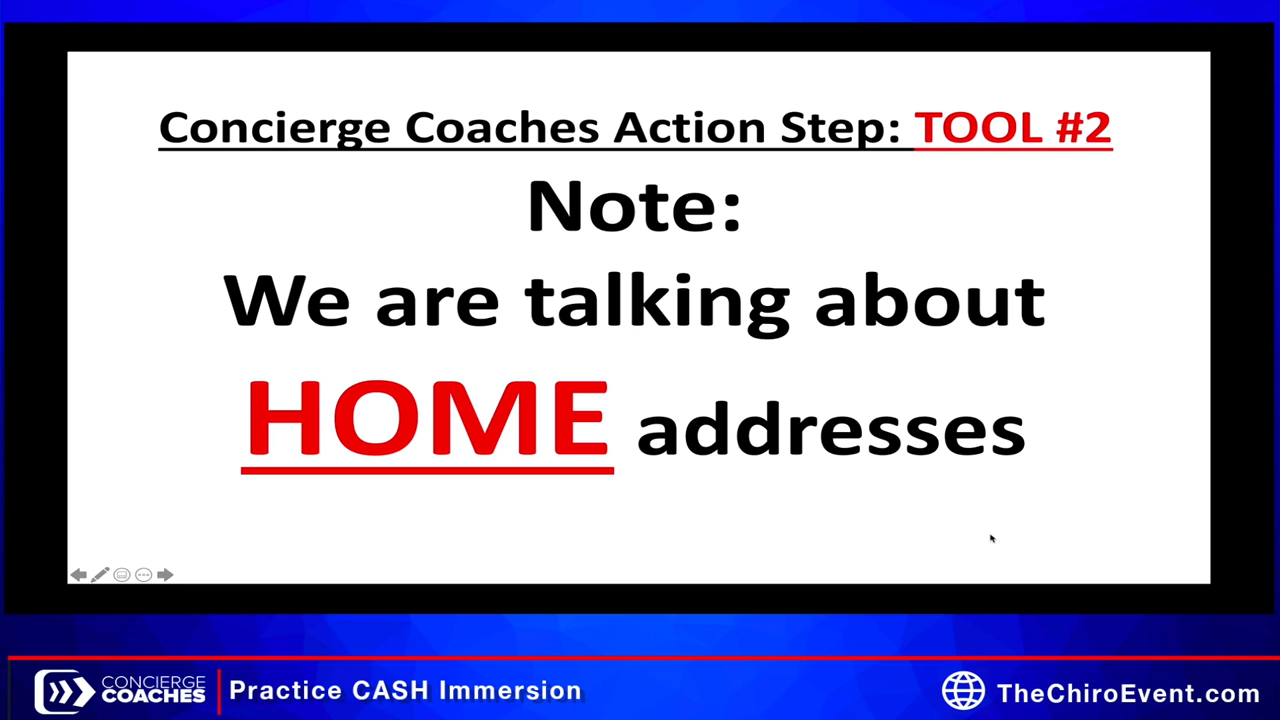 Concierge Coaches Action Step: TOOL #2
Note:
We are talking about
HOME addresses
CONCIERGE
COACHES
Practice CASH Immersion
TheChiroEvent.com